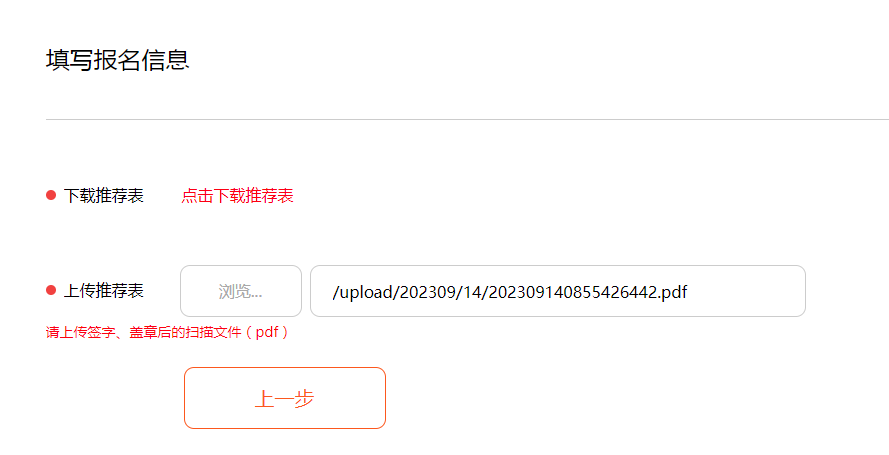 填写报名信息
下载推荐表 点击下载推荐表
上传推荐表 浏览... /upload/202309/14/202309140855426442.pdf
请上传签字、盖章后的扫描文件（pdf）
上一步